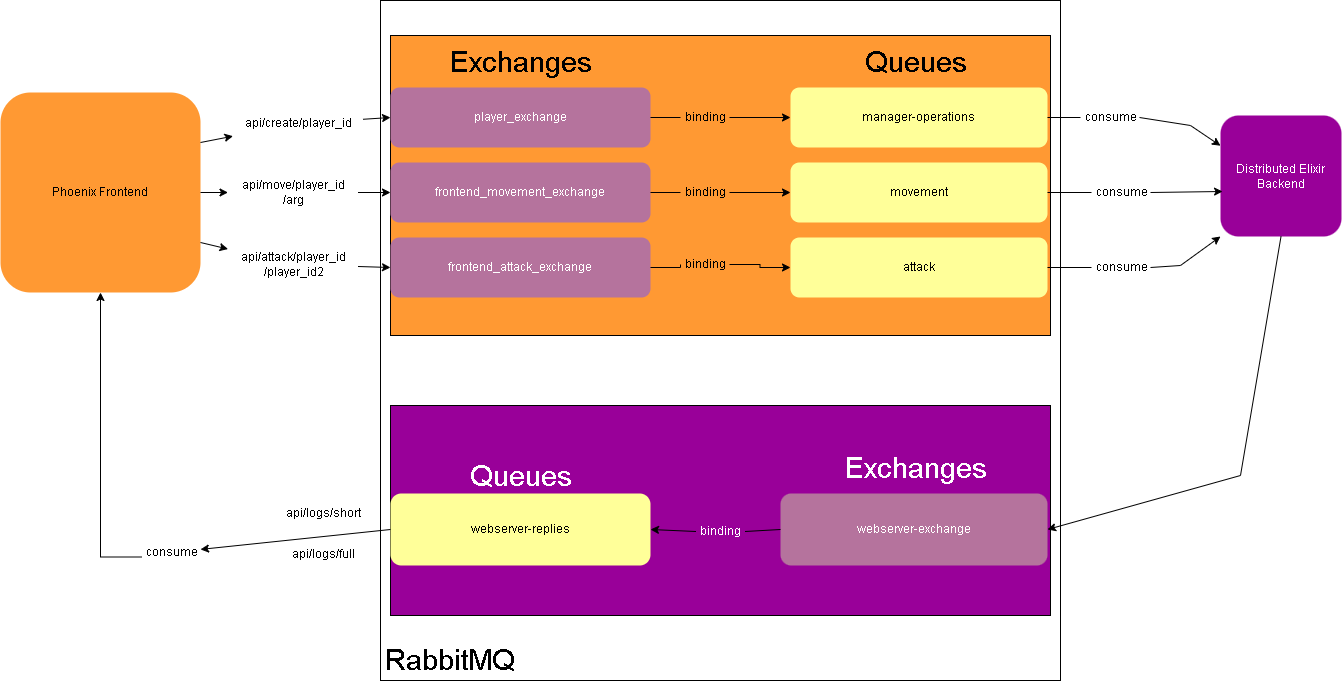 Exchanges
Queues
Phoenix Frontend
api/create/player_id
player_exchange
binding
manager-operations
consume
api/move/player_id
/arg
frontend_movement_exchange
binding
movement
consume
Distributed Elixir
Backend
api/attack/player_id
/player_id2
frontend_attack_exchange
binding
attack
consume
Queues
Exchanges
api/logs/short
webserver-replies
binding
webserver-exchange
consume
api/logs/full
RabbitMQ